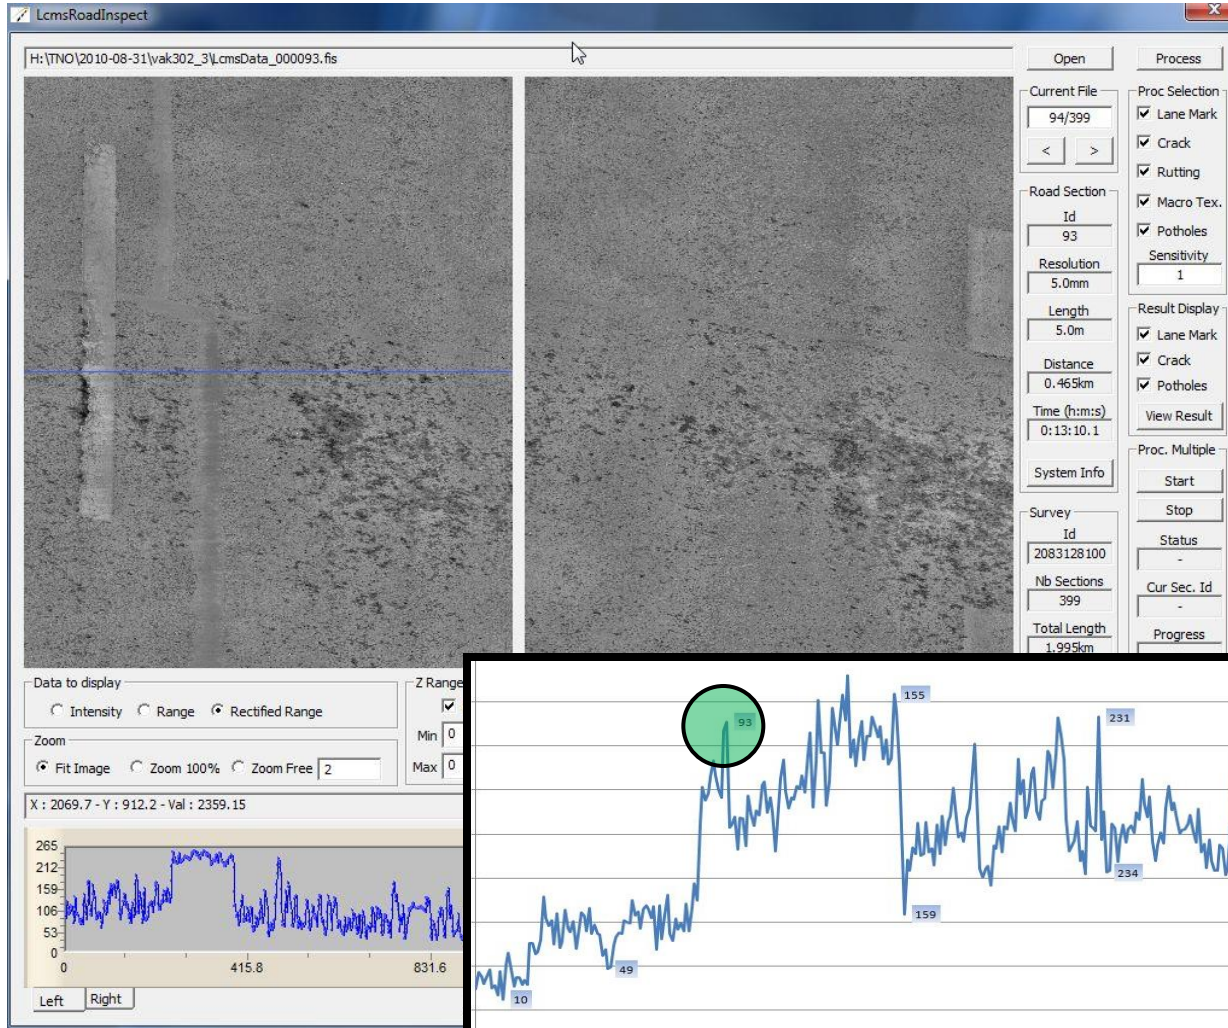 LcmsRoadInspect
H:\TNO\2010-08-31\vak302_3\LcmsData_000093.fis
Open
Process
Current File
94/399
<
>
Road Section
Id
93
Resolution
5.0mm
Length
5.0m
Distance
0.465km
Time (h:m:s)
0:13:10.1
System Info
Survey
Id
2083128100
Nb Sections
399
Total Length
1.995km
Proc Selection
Lane Mark
Crack
Rutting
Macro Tex.
Potholes
Sensitivity
1
Result Display
Lane Mark
Crack
Potholes
View Result
Proc. Multiple
Start
Stop
Status
-
Cur Sec. Id
-
Progress
Data to display
Intensity Range Rectified Range
Zoom
Fit Image Zoom 100% Zoom Free 2
Z Range
Min 0
Max 0
X : 2069.7 - Y : 912.2 - Val : 2359.15
265
212
159
106
53
0
0 415.8 831.6
Left Right
93
155
231
234
159
49
10